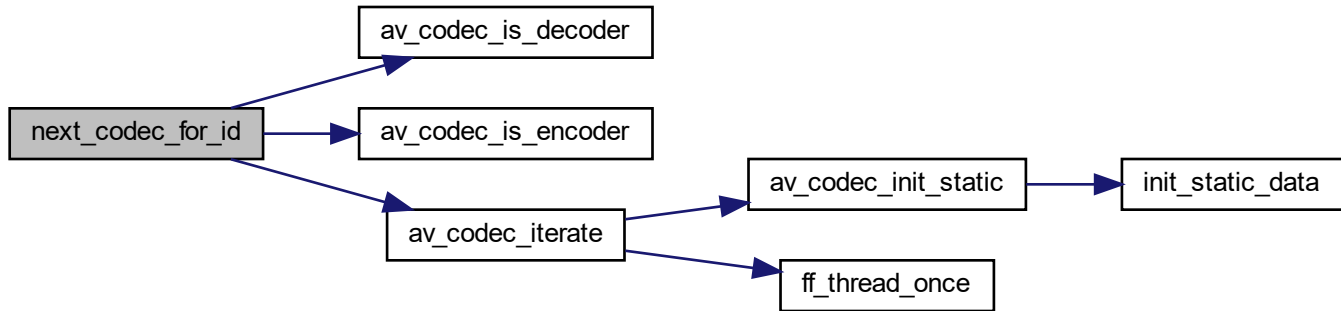 av_codec_is_decoder
next_codec_for_id
av_codec_is_encoder
av_codec_iterate
av_codec_init_static
init_static_data
ff_thread_once